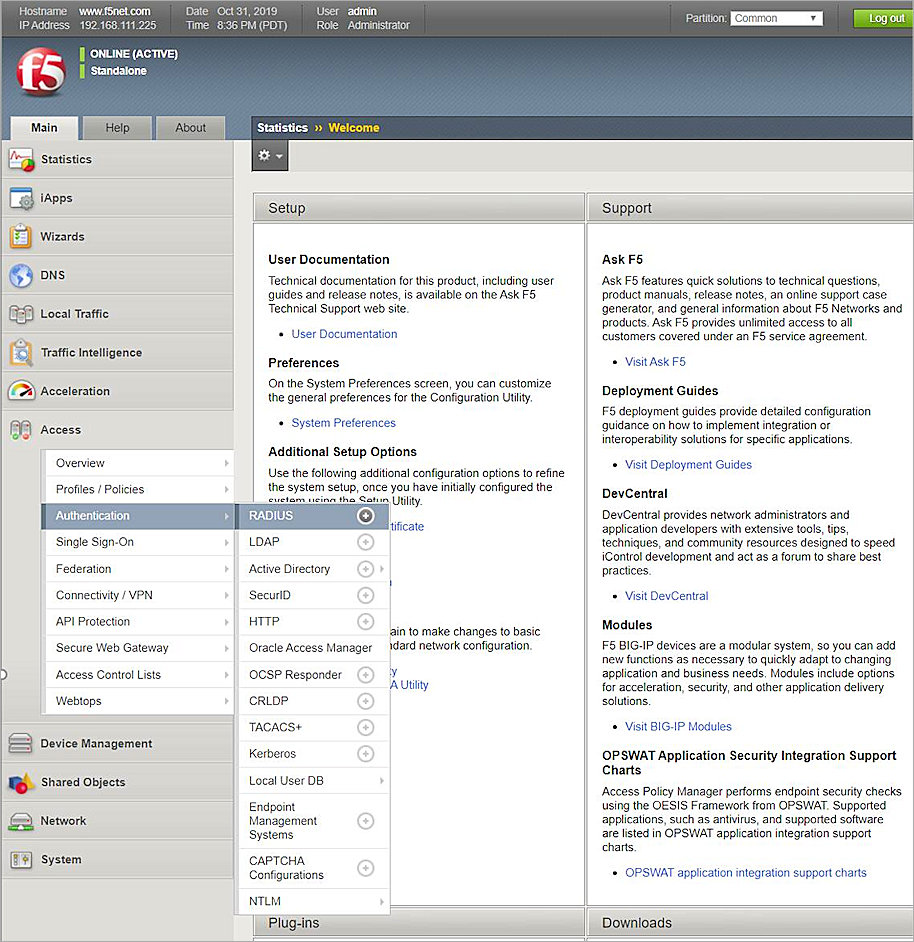 Hostname www.f5net.com Date Oct 31, 2019 User admin
IP Address 192.168.111.225 Time 8:36 PM (PDT) Role Administrator
Partition: Common Log out
f5
ONLINE (ACTIVE)
Standalone
Main Help About
Statistics ›› Welcome
Statistics
iApps
Wizards
DNS
Local Traffic
Traffic Intelligence
Acceleration
Access
Overview
Profiles / Policies
Authentication
Single Sign-On
Federation
Connectivity / VPN
API Protection
Secure Web Gateway
Access Control Lists
Webtops
Device Management
Shared Objects
Network
System
RADIUS
LDAP
Active Directory
SecurID
HTTP
Oracle Access Manager
OCSP Responder
CRLDP
TACACS+
Kerberos
Local User DB
Endpoint
Management
Systems
CAPTCHA
Configurations
NTLM
Setup
User Documentation
Technical documentation for this product, including user
guides and release notes, is available on the Ask F5
Technical Support web site.
• User Documentation
Preferences
On the System Preferences screen, you can customize
the general preferences for the Configuration Utility.
• System Preferences
Additional Setup Options
Use the following additional configuration options to refine
the system setup, once you have initially configured the
system using the Setup Utility.
tificate
ain to make changes to basic
ndard network configuration.
A Utility
Plug-ins
Support
Ask F5
Ask F5 features quick solutions to technical questions,
product manuals, release notes, an online support case
generator, and general information about F5 Networks and
products. Ask F5 provides unlimited access to all
customers covered under an F5 service agreement.
• Visit Ask F5
Deployment Guides
F5 deployment guides provide detailed configuration
guidance on how to implement integration or
interoperability solutions for specific applications.
• Visit Deployment Guides
DevCentral
DevCentral provides network administrators and
application developers with extensive tools, tips,
techniques, and community resources designed to speed
iControl development and act as a forum to share best
practices.
• Visit DevCentral
Modules
F5 BIG-IP devices are a modular system, so you can add
new functions as necessary to quickly adapt to changing
application and business needs. Modules include options
for acceleration, security, and other application delivery
solutions.
• Visit BIG-IP Modules
OPSWAT Application Security Integration Support
Charts
Access Policy Manager performs endpoint security checks
using the OESIS Framework from OPSWAT. Supported
applications, such as antivirus, and supported software
are listed in OPSWAT application integration support
charts.
• OPSWAT application integration support charts
Downloads